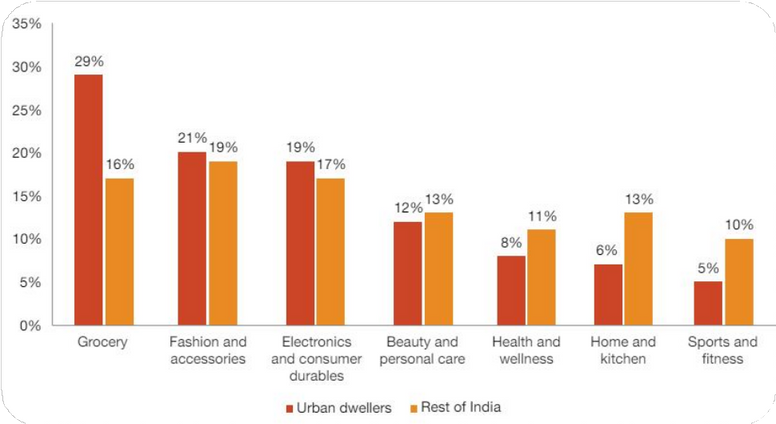 35%
30%
25%
20%
15%
10%
5%
0%
29%
16%
21%
19%
19%
17%
12%
13%
8%
11%
6%
13%
5%
10%
Grocery
Fashion and
accessories
Electronics
and consumer
durables
Beauty and
personal care
Health and
wellness
Home and
kitchen
Sports and
fitness
Urban dwellers
Rest of India